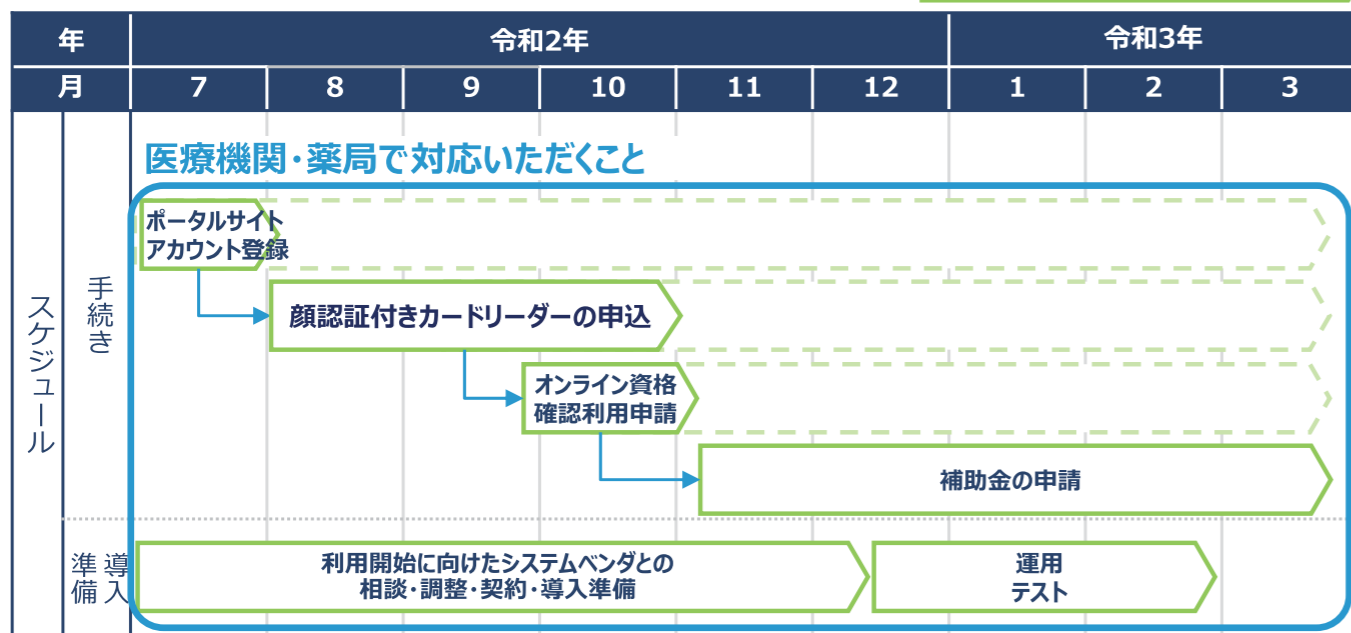 年
令和2年
令和3年
月
7
8
9
10
11
12
1
2
3
医療機関・薬局で対応いただくこと
スケジュール
手続き
ポータルサイト
アカウント登録
顔認証付きカードリーダーの申込
オンライン資格
確認利用申請
補助金の申請
導入
準備
利用開始に向けたシステムベンダとの
相談・調整・契約・導入準備
運用
テスト